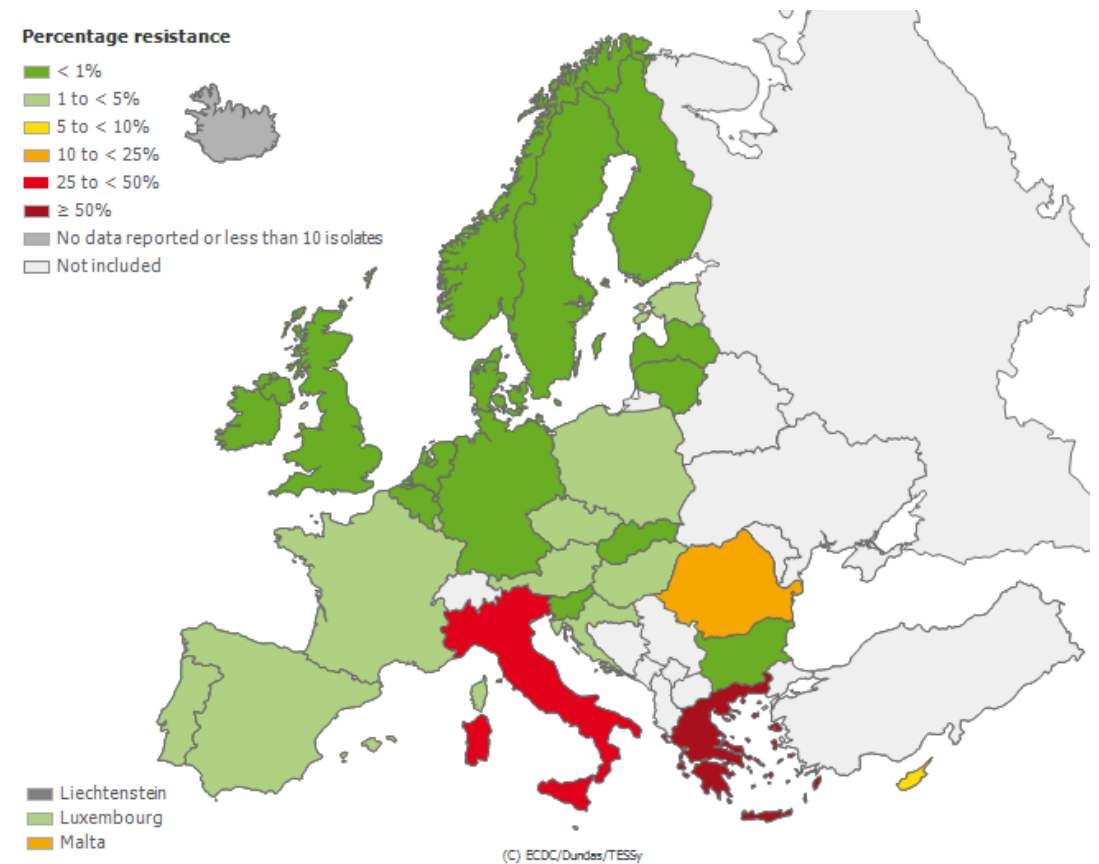 Percentage resistance
< 1%
1 to < 5%
5 to < 10%
10 to < 25%
25 to < 50%
≥ 50%
No data reported or less than 10 isolates
Not included
Liechtenstein
Luxembourg
Malta
(C) ECDC/Dundas/TESSy